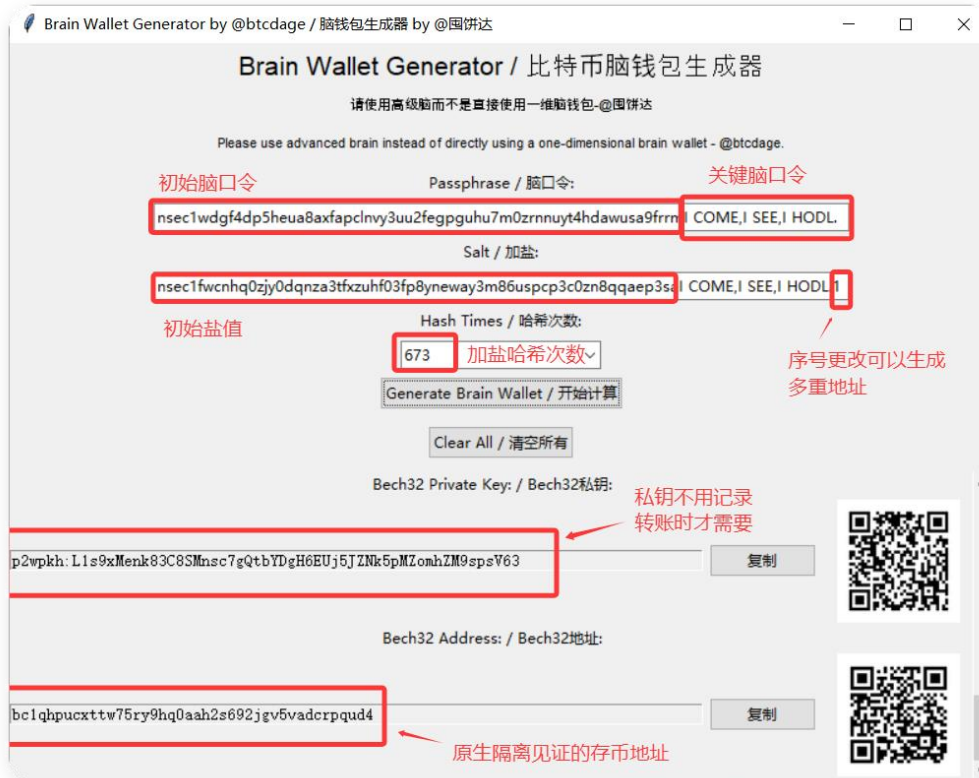 Brain Wallet Generator by @btcdage / 脑钱包生成器 by @囤饼达
Brain Wallet Generator / 比特币脑钱包生成器
请使用高级脑而不是直接使用一维脑钱包-@囤饼达
Please use advanced brain instead of directly using a one-dimensional brain wallet - @btcdage.
初始脑口令
Passphrase / 脑口令:
关键脑口令
nsec1wdgf4dp5heua8axfapclnvy3uu2fegpguhu7m0zrnnuyt4hdawusa9frrmI COME,I SEE,I HODL.
Salt / 加盐:
nsec1fwcnhq0zjy0dqnza3tfxzuhf03fp8yneway3m86uspcp3c0zn8qqaep3saI COME,I SEE,I HODL.1
初始盐值
Hash Times / 哈希次数:
673
加盐哈希次数
序号更改可以生成
多重地址
Generate Brain Wallet / 开始计算
Clear All / 清空所有
Bech32 Private Key: / Bech32私钥:
私钥不用记录
转账时才需要
p2wpkh:L1s9xMenk83C8SMnsc7gQtbYDgH6EUj5JZNk5pMZomhZM9spsV63
复制
Bech32 Address: / Bech32地址:
bc1qhpucxttw75ry9hq0aah2s692jgv5vadcrpqud4
复制
原生隔离见证的存币地址